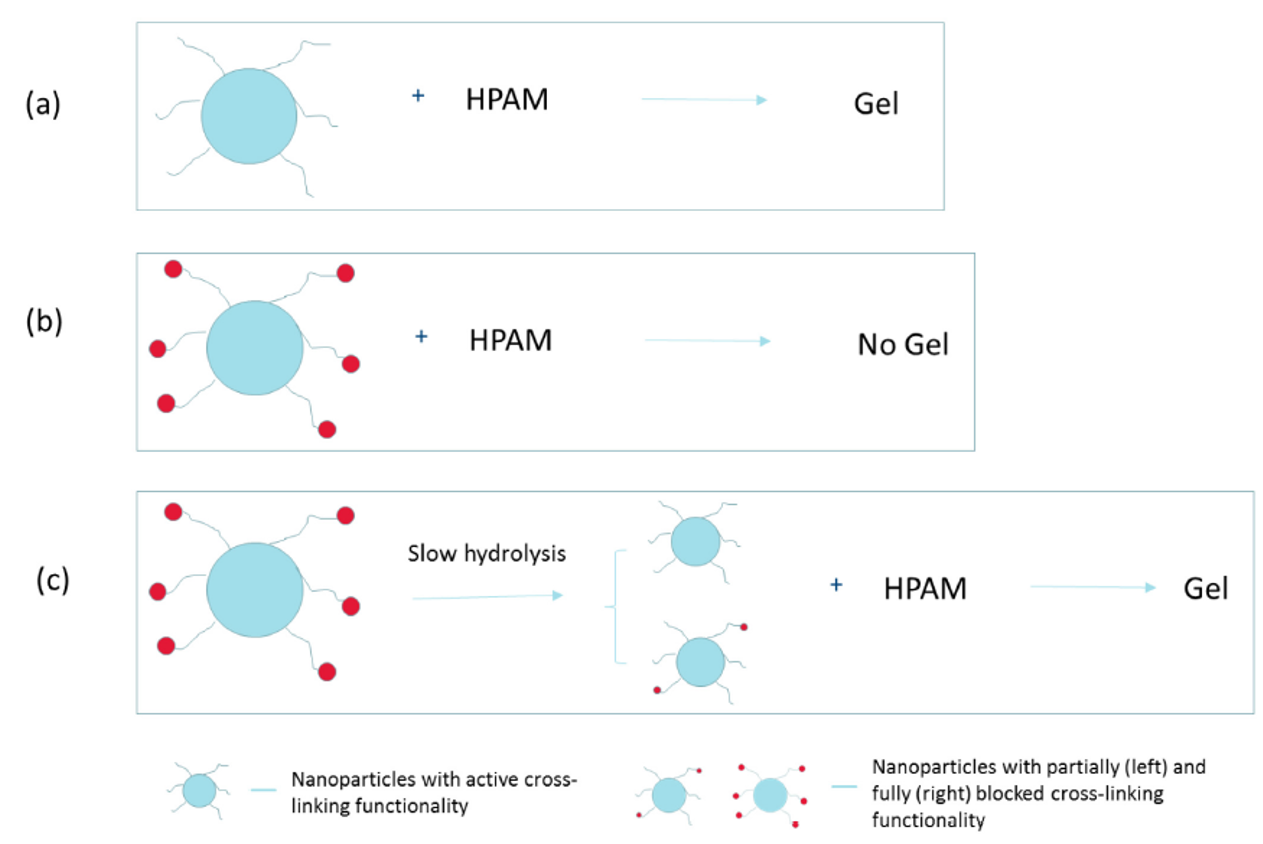 (a)
+ HPAM Gel
(b)
+ HPAM No Gel
(c)
Slow hydrolysis
+ HPAM Gel
Nanoparticles with active cross-
linking functionality
Nanoparticles with partially (left) and
fully (right) blocked cross-linking
functionality